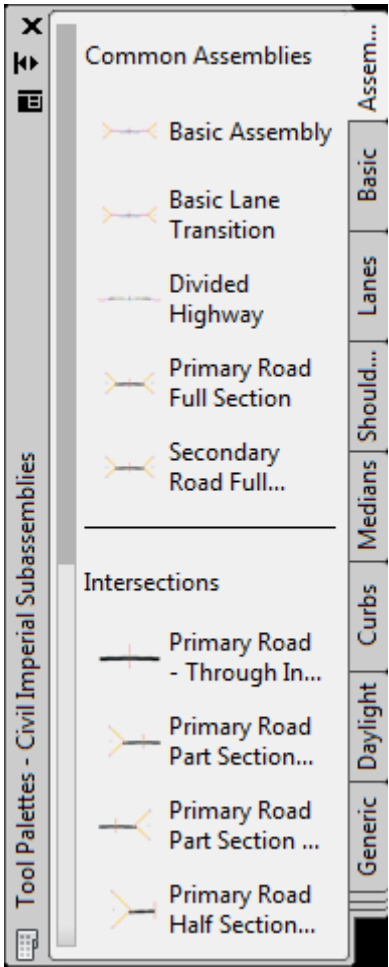 Common Assemblies
Basic Assembly
Basic Lane
Transition
Divided
Highway
Primary Road
Full Section
Secondary
Road Full...
Intersections
Primary Road
- Through In...
Primary Road
Part Section...
Primary Road
Part Section ...
Primary Road
Half Section...
Assem...
Basic
Lanes
Should...
Medians
Curbs
Daylight
Generic
Tool Palettes - Civil Imperial Subassemblies